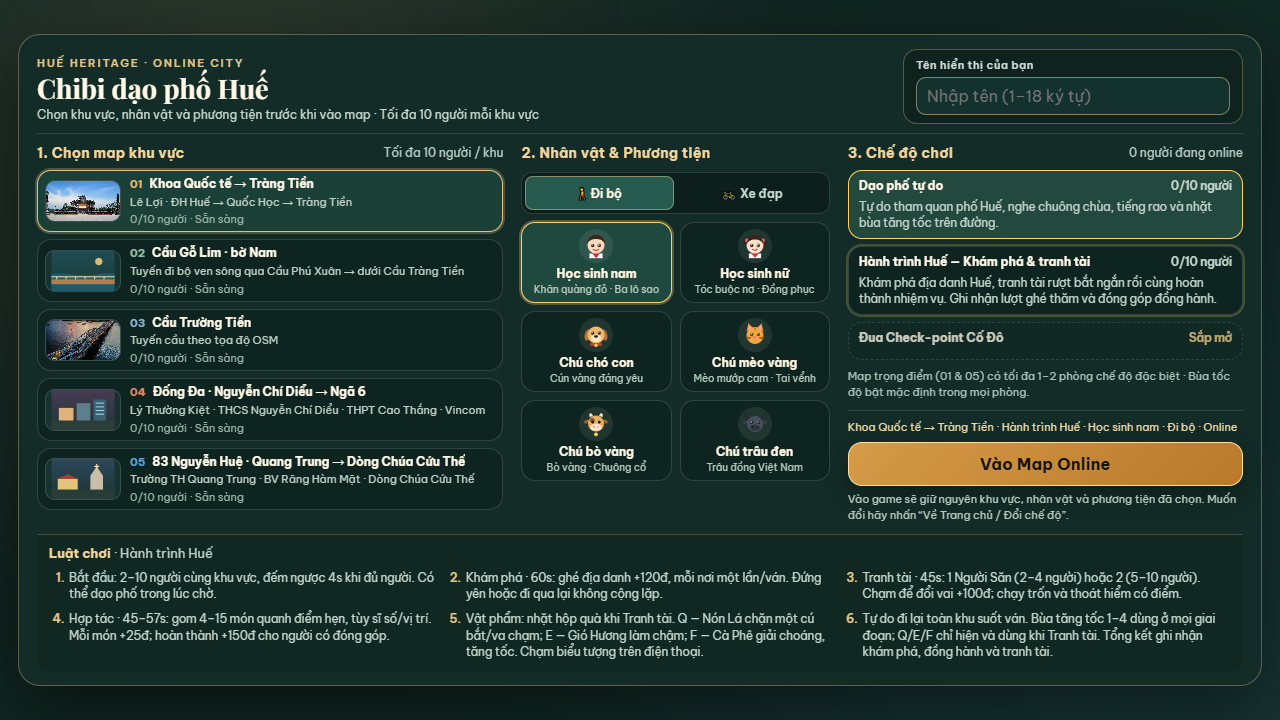 HUẾ HERITAGE · ONLINE CITY
Chibi dạo phố Huế
Chọn khu vực, nhân vật và phương tiện trước khi vào map · Tối đa 10 người mỗi khu vực
Tên hiển thị của bạn
Nhập tên (1–18 ký tự)
1. Chọn map khu vực
Tối đa 10 người / khu
01 Khoa Quốc tế → Tràng Tiền
Lê Lợi · ĐH Huế → Quốc Học → Tràng Tiền
0/10 người · Sẵn sàng
02 Cầu Gỗ Lim · bờ Nam
Tuyến đi bộ ven sông qua Cầu Phú Xuân → dưới Cầu Tràng Tiền
0/10 người · Sẵn sàng
03 Cầu Trường Tiền
Tuyến cầu theo tọa độ OSM
0/10 người · Sẵn sàng
04 Đống Đa · Nguyễn Chí Diểu → Ngã 6
Lý Thường Kiệt · THCS Nguyễn Chí Diểu · THPT Cao Thắng · Vincom
0/10 người · Sẵn sàng
05 83 Nguyễn Huệ · Quang Trung → Dòng Chúa Cứu Thế
Trường TH Quang Trung · BV Răng Hàm Mặt · Dòng Chúa Cứu Thế
0/10 người · Sẵn sàng
2. Nhân vật & Phương tiện
Đi bộ
Xe đạp
Học sinh nam
Khăn quàng đỏ · Ba lô sao
Học sinh nữ
Tóc buộc nơ · Đồng phục
Chú chó con
Cún vàng đáng yêu
Chú mèo vàng
Mèo mướp cam · Tai vểnh
Chú bò vàng
Bò vàng · Chuông cổ
Chú trâu đen
Trâu đồng Việt Nam
3. Chế độ chơi
0 người đang online
Dạo phố tự do
0/10 người
Tự do tham quan phố Huế, nghe chuông chùa, tiếng rao và nhặt
bùa tăng tốc trên đường.
Hành trình Huế — Khám phá & tranh tài
0/10 người
Khám phá địa danh Huế, tranh tài rượt bắt ngắn rồi cùng hoàn
thành nhiệm vụ. Ghi nhận lượt ghé thăm và đóng góp đồng hành.
Đua Check-point Cố Đô
Sắp mở
Map trọng điểm (01 & 05) có tối đa 1–2 phòng chế độ đặc biệt · Bùa tốc
độ bật mặc định trong mọi phòng.
Khoa Quốc tế → Tràng Tiền · Hành trình Huế · Học sinh nam · Đi bộ · Online
Vào Map Online
Vào game sẽ giữ nguyên khu vực, nhân vật và phương tiện đã chọn. Muốn
đổi hãy nhấn “Về Trang chủ / Đổi chế độ”.
Luật chơi · Hành trình Huế
1. Bắt đầu: 2–10 người cùng khu vực, đếm ngược 4s khi đủ người. Có
thể dạo phố trong lúc chờ.
2. Khám phá · 60s: ghé địa danh +120đ, mỗi nơi một lần/ván. Đứng
yên hoặc đi qua lại không cộng lặp.
3. Tranh tài · 45s: 1 Người Săn (2–4 người) hoặc 2 (5–10 người).
Chạm để đổi vai +100đ; chạy trốn và thoát hiểm có điểm.
4. Hợp tác · 45–57s: gom 4–15 món quanh điểm hẹn, tùy sĩ số/vị trí.
Mỗi món +25đ; hoàn thành +150đ cho người có đóng góp.
5. Vật phẩm: nhặt hộp quà khi Tranh tài. Q — Nón Lá chặn một cú
bắt/va chạm; E — Gió Hương làm chậm; F — Cà Phê giải choáng,
tăng tốc. Chạm biểu tượng trên điện thoại.
6. Tự do đi lại toàn khu suốt ván. Bùa tăng tốc 1–4 dùng ở mọi giai
đoạn; Q/E/F chỉ hiện và dùng khi Tranh tài. Tổng kết ghi nhận
khám phá, đồng hành và tranh tài.